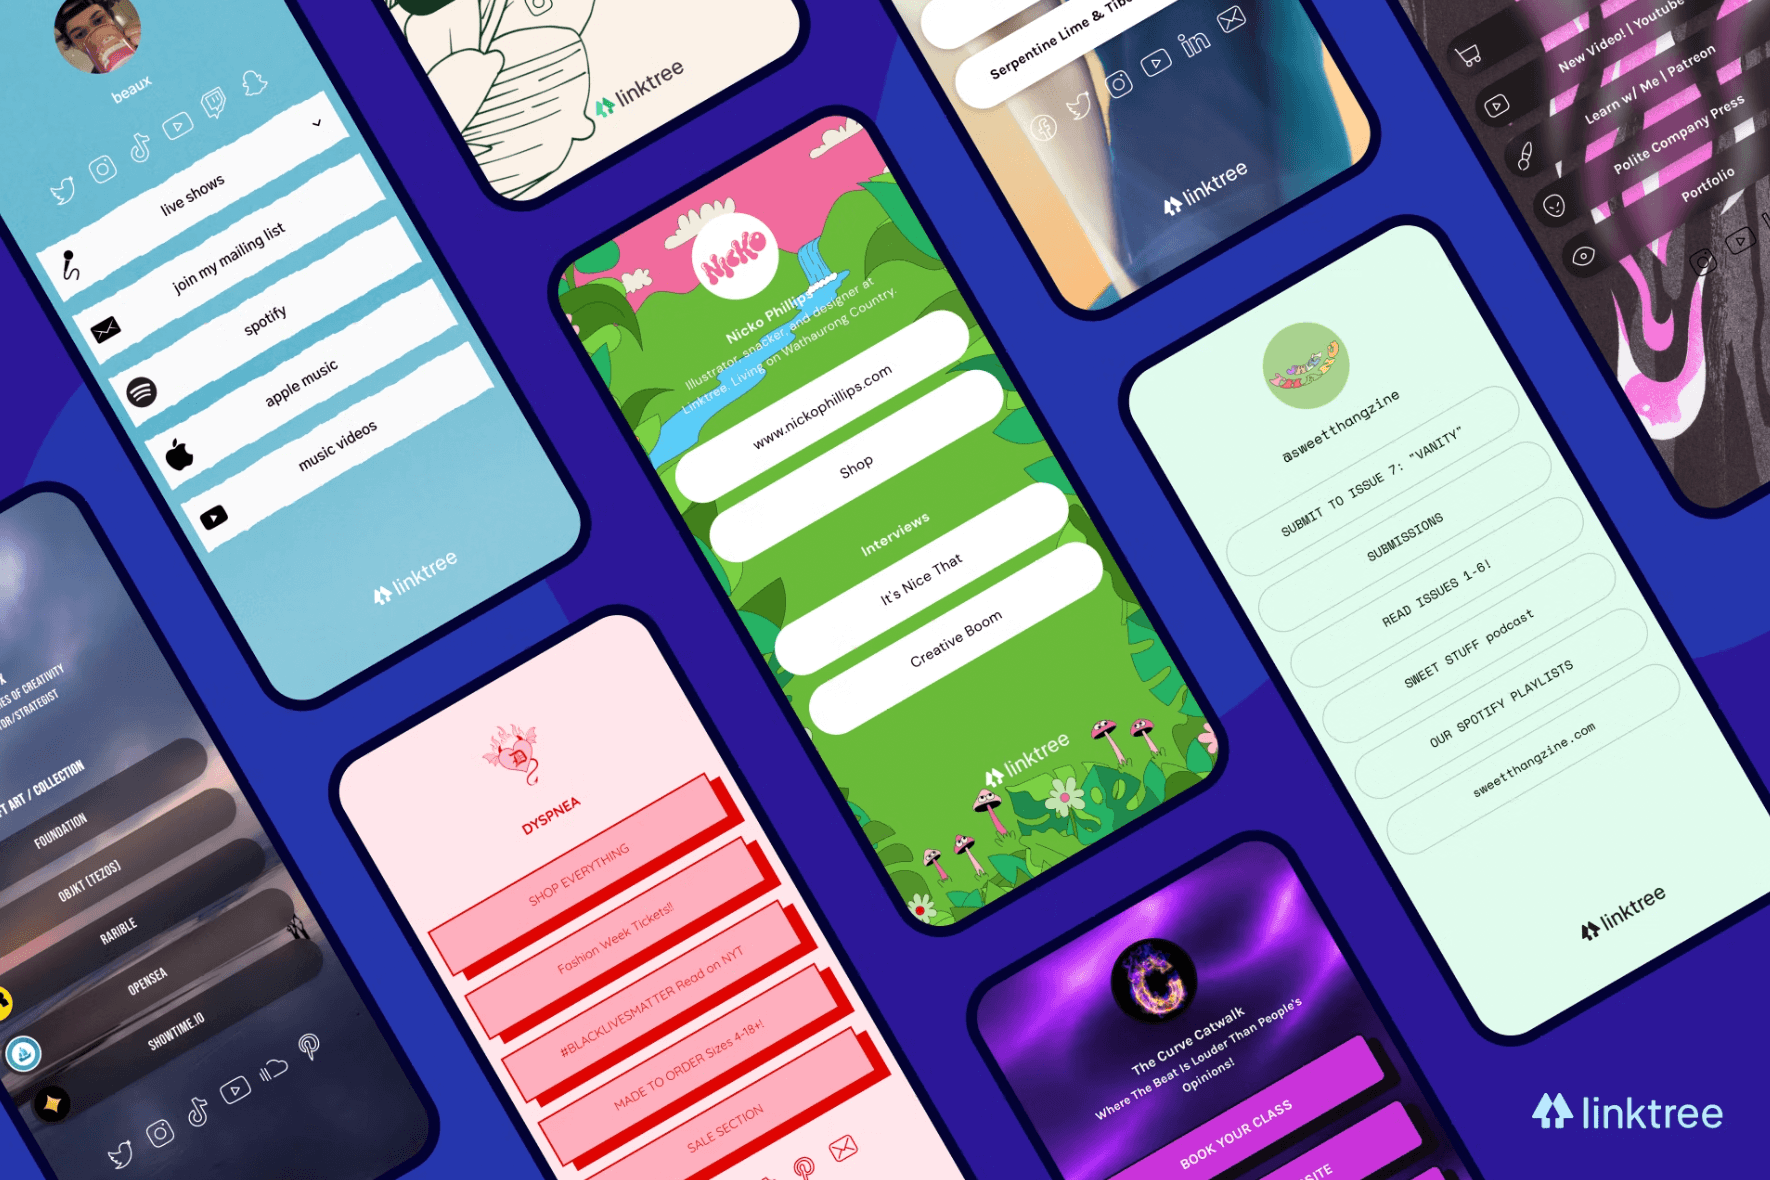 beaux
live shows
join my mailing list
spotify
apple music
music videos
linktree
linktree
Serpentine Lime &
linktree
New Video! | Youtube
Learn w/ Me | Patreon
Polite Company Press
Portfolio
NICKO
Nicko Phillips
Illustrator, snacker, and designer at
Linktree. Living on Wathaurong Country.
www.nickophillips.com
Shop
Interviews
It's Nice That
Creative Boom
linktree
@sweetthangzine
SUBMIT TO ISSUE 7: "VANITY"
SUBMISSIONS
READ ISSUES 1-6!
SWEET STUFF podcast
OUR SPOTIFY PLAYLISTS
sweetthangzine.com
linktree
OF CREATIVITY
/STRATEGIST
ART / COLLECTION
FOUNDATION
OBJKT (TEZOS)
RARIBLE
OPENSEA
SHOWTIME.IO
D
DYSPNEA
SHOP EVERYTHING
Fashion Week Tickets!!
#BLACKLIVESMATTER Read on NYT
MADE TO ORDER Sizes 4-18+!
SALE SECTION
C
The Curve Catwalk
Where The Beat Is Louder Than People's
Opinions!
BOOK YOUR CLASS
linktree